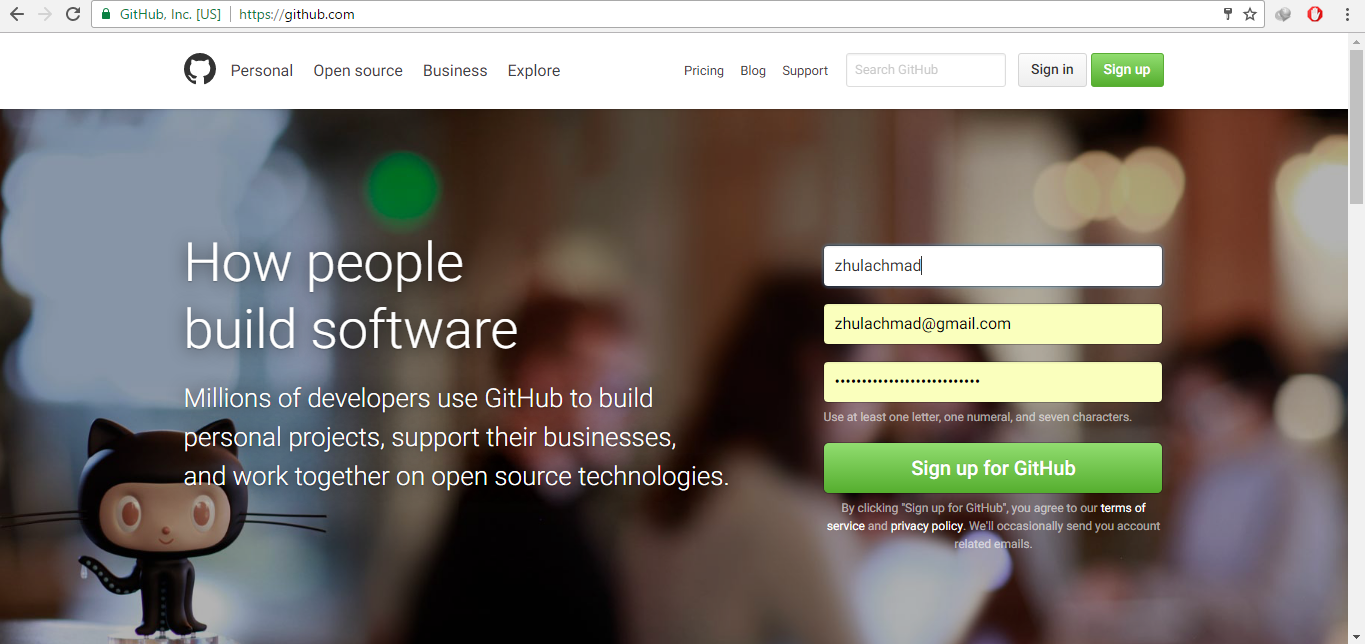 GitHub, Inc. [US] https://github.com
Personal Open source Business Explore Pricing Blog Support Search GitHub Sign in Sign up
How people
build software
Millions of developers use GitHub to build
personal projects, support their businesses,
and work together on open source technologies.
zhulachmad
zhulachmad@gmail.com
•••••••••••••••••••••••••••
Use at least one letter, one numeral, and seven characters.
Sign up for GitHub
By clicking "Sign up for GitHub", you agree to our terms of
service and privacy policy. We'll occasionally send you account
related emails.